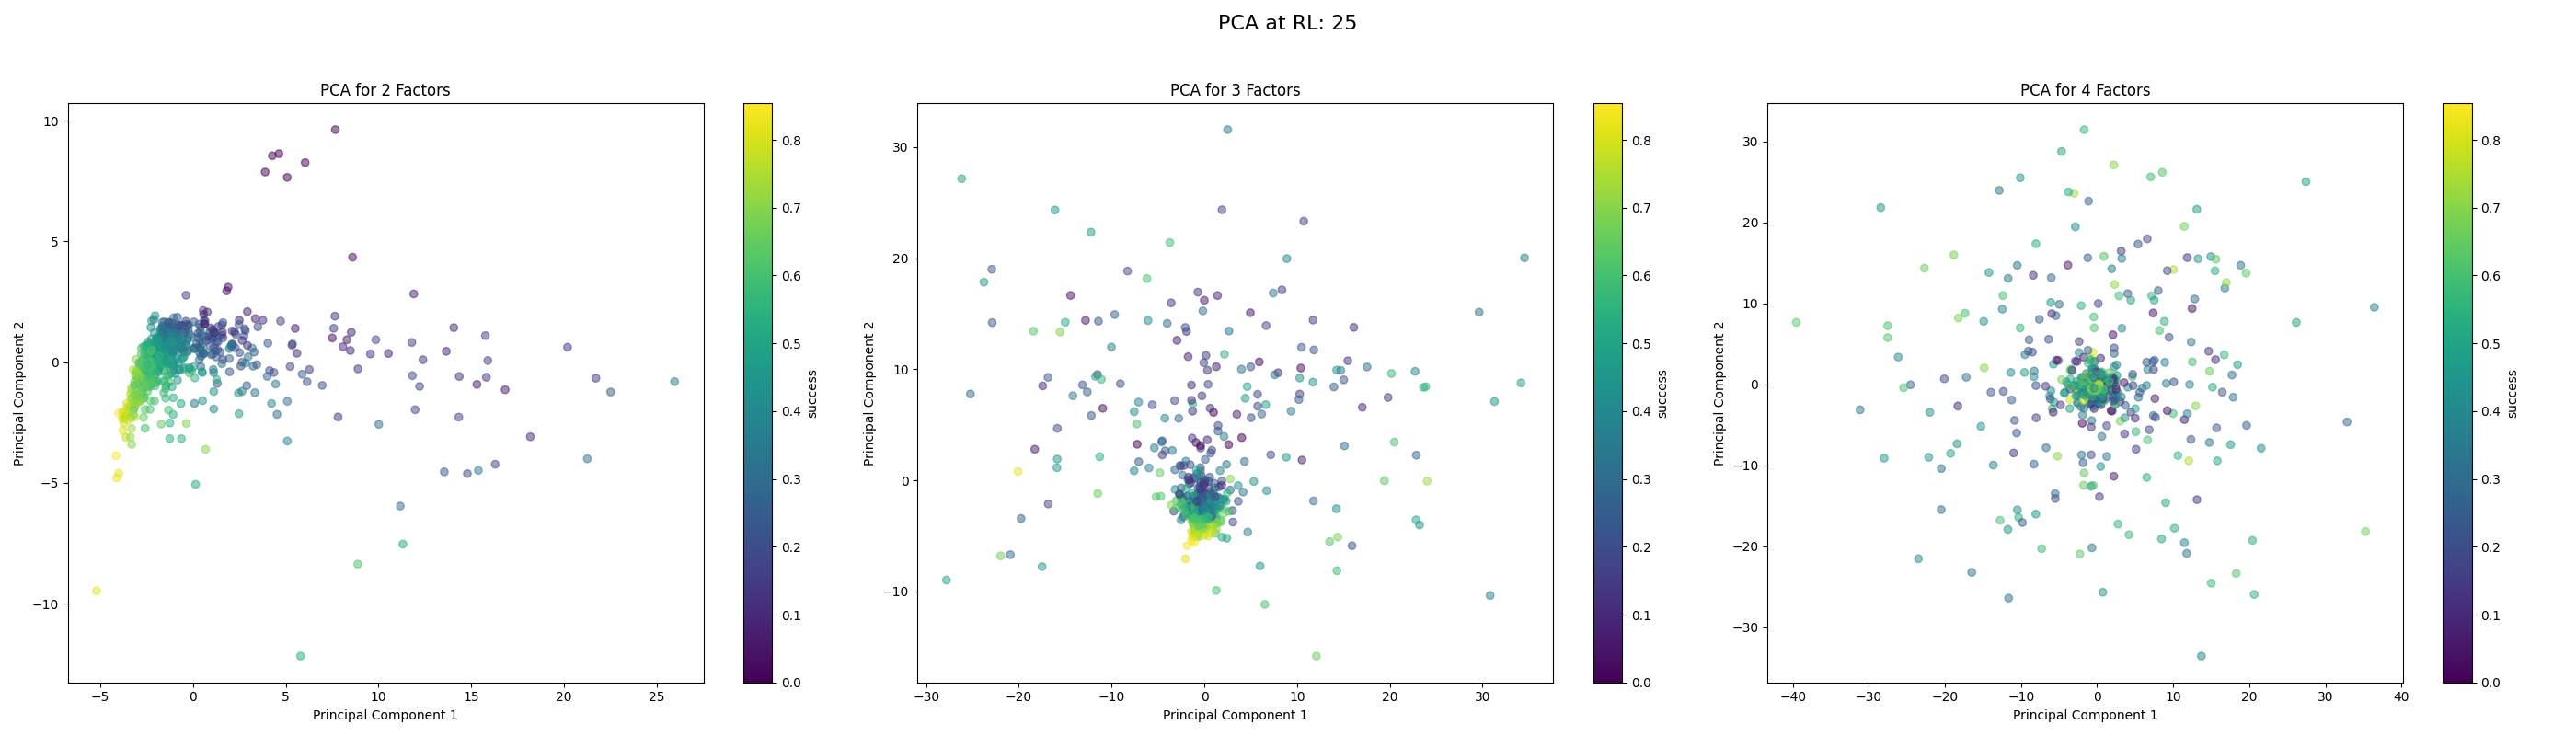 PCA at RL: 25
PCA for 2 Factors
10
5
0
−5
−10
Principal Component 2
−5 0 5 10 15 20 25
Principal Component 1
0.8
0.7
0.6
0.5
0.4
0.3
0.2
0.1
0.0
success
PCA for 3 Factors
30
20
10
0
−10
Principal Component 2
−30 −20 −10 0 10 20 30
Principal Component 1
0.8
0.7
0.6
0.5
0.4
0.3
0.2
0.1
0.0
success
PCA for 4 Factors
30
20
10
0
−10
−20
−30
Principal Component 2
−40 −30 −20 −10 0 10 20 30 40
Principal Component 1
0.8
0.7
0.6
0.5
0.4
0.3
0.2
0.1
0.0
success